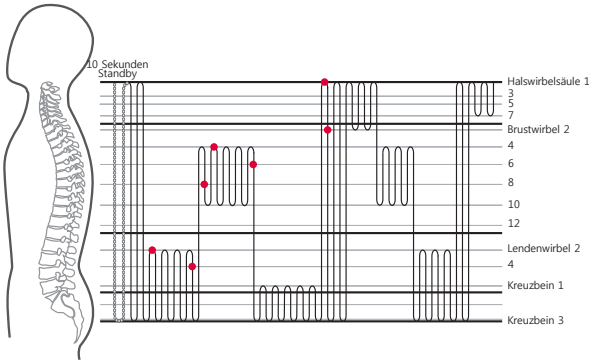 10 Sekunden
Standby
Halswirbelsäule 1
3
5
7
Brustwirbel 2
4
6
8
10
12
Lendenwirbel 2
4
Kreuzbein 1
Kreuzbein 3